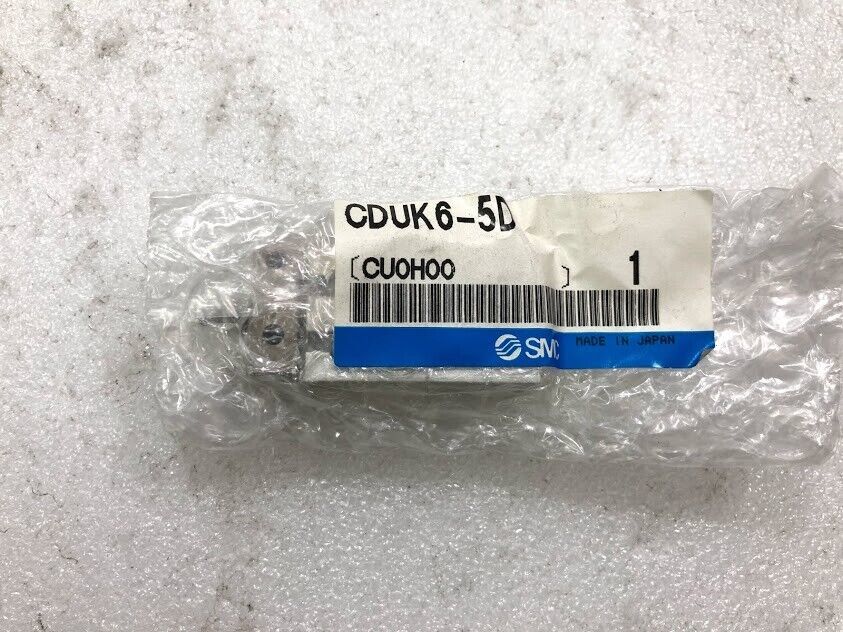 CDUK6-5D
[CU0H00 ] 1
SMC MADE IN JAPAN